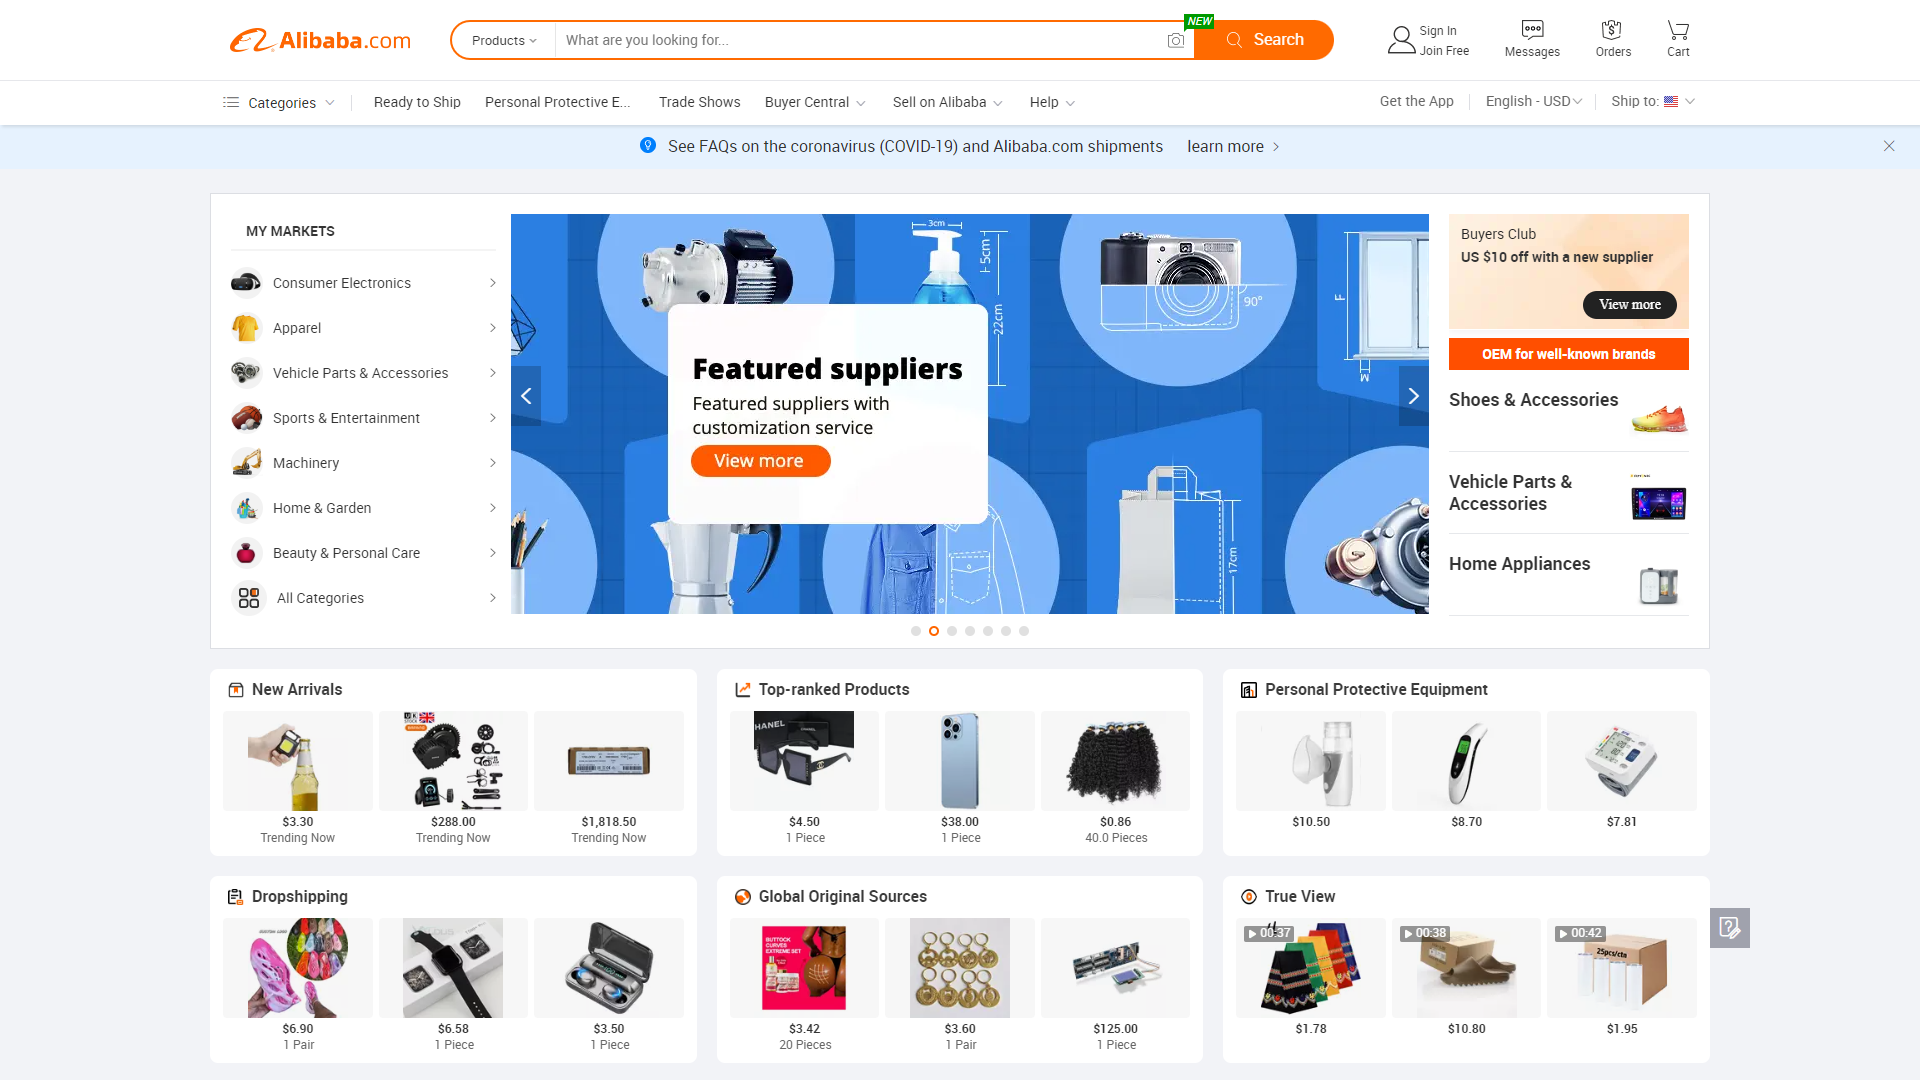 Alibaba.com
Products
What are you looking for...
NEW
Search
Sign In
Join Free
Messages
Orders
Cart
Categories
Ready to Ship
Personal Protective E...
Trade Shows
Buyer Central
Sell on Alibaba
Help
Get the App
English - USD
Ship to:
See FAQs on the coronavirus (COVID-19) and Alibaba.com shipments
learn more
MY MARKETS
Consumer Electronics
Apparel
Vehicle Parts & Accessories
Sports & Entertainment
Machinery
Home & Garden
Beauty & Personal Care
All Categories
3cm
5cm
22cm
90°
F
M
17cm
Featured suppliers
Featured suppliers with
customization service
View more
Buyers Club
US $10 off with a new supplier
View more
OEM for well-known brands
Shoes & Accessories
Vehicle Parts &
Accessories
Home Appliances
New Arrivals
$3.30
Trending Now
$288.00
Trending Now
$1,818.50
Trending Now
Top-ranked Products
HANEL
$4.50
1 Piece
$38.00
1 Piece
$0.86
40.0 Pieces
Personal Protective Equipment
$10.50
$8.70
$7.81
Dropshipping
$6.90
1 Pair
$6.58
1 Piece
$3.50
1 Piece
Global Original Sources
BUTTOCK
CURVES
EXTREME SET
$3.42
20 Pieces
$3.60
1 Pair
$125.00
1 Piece
True View
00:37
$1.78
00:38
$10.80
00:42
25pcs/ctn
$1.95